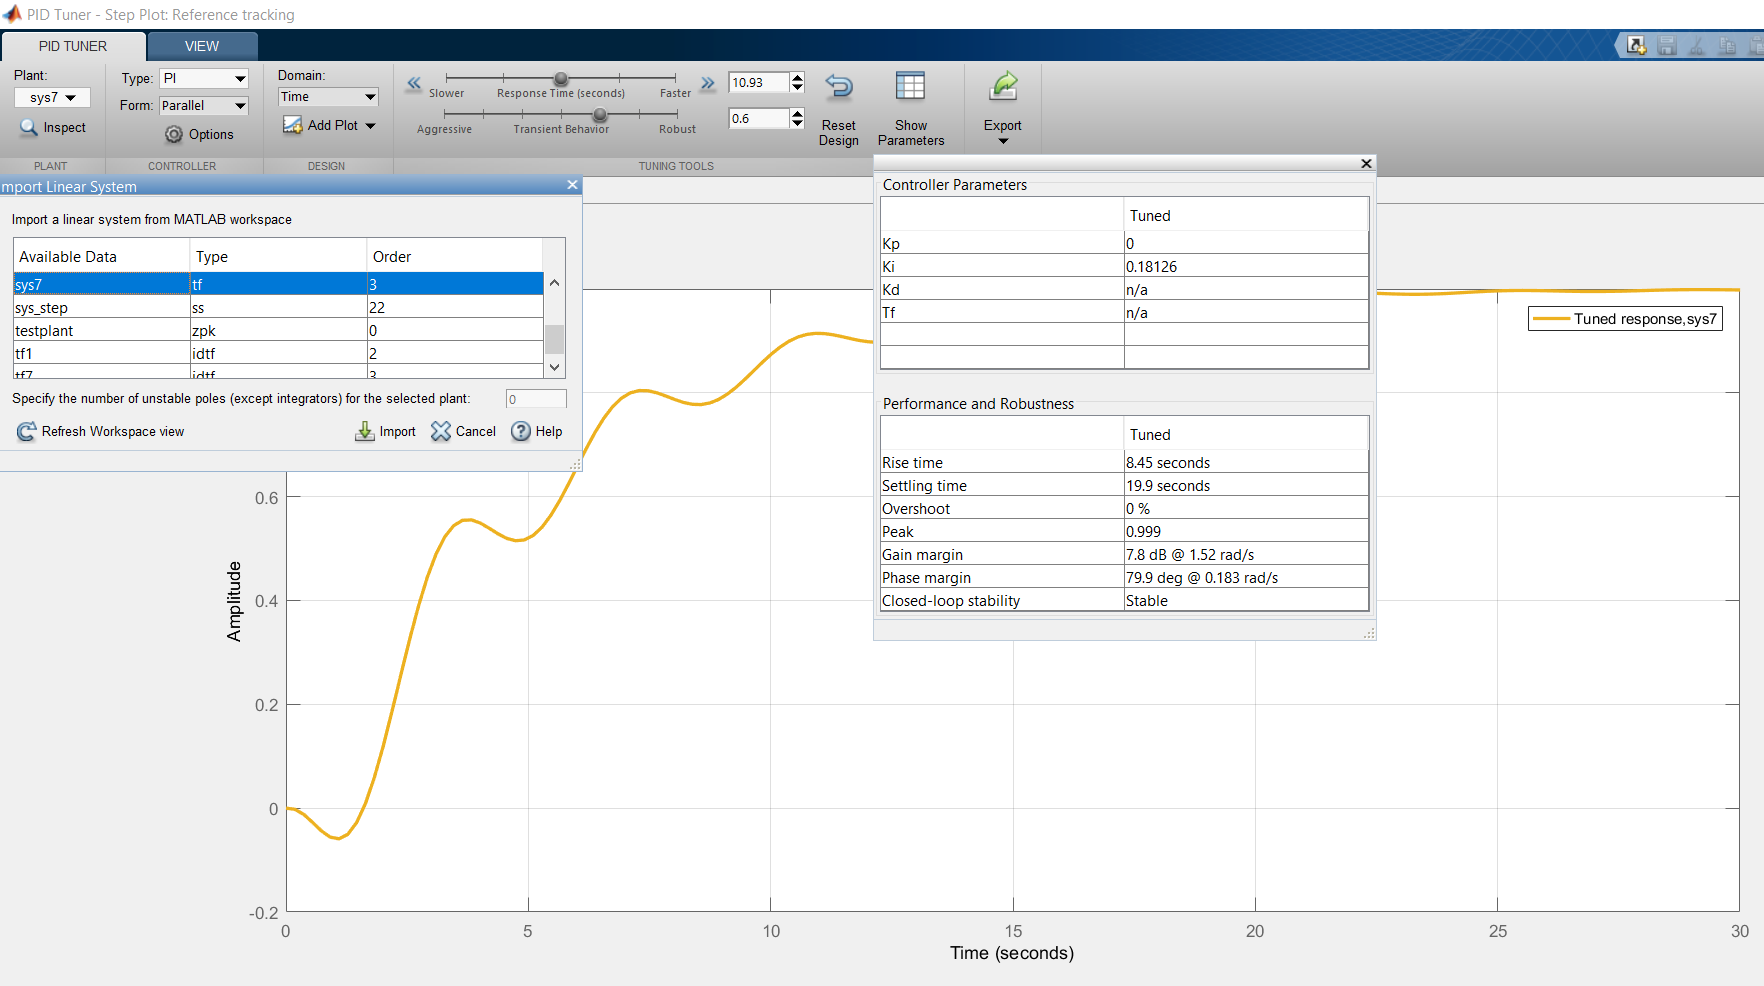 PID Tuner - Step Plot: Reference tracking
PID TUNER
VIEW
Plant:
sys7
Inspect
PLANT
Type: PI
Form: Parallel
Options
CONTROLLER
Domain:
Time
Add Plot
DESIGN
Slower Response Time (seconds) Faster
10.93
Aggressive Transient Behavior Robust
0.6
Reset
Design
Show
Parameters
TUNING TOOLS
Export
mport Linear System
Import a linear system from MATLAB workspace
Available Data Type Order
sys7 tf 3
sys_step ss 22
testplant zpk 0
tf1 idtf 2
tf7 idtf 3
Specify the number of unstable poles (except integrators) for the selected plant: 0
Refresh Workspace view
Import
Cancel
Help
Controller Parameters
Tuned
Kp 0
Ki 0.18126
Kd n/a
Tf n/a
Performance and Robustness
Tuned
Rise time 8.45 seconds
Settling time 19.9 seconds
Overshoot 0 %
Peak 0.999
Gain margin 7.8 dB @ 1.52 rad/s
Phase margin 79.9 deg @ 0.183 rad/s
Closed-loop stability Stable
Tuned response,sys7
Amplitude
0.6
0.4
0.2
0
-0.2
0 5 10 15 20 25 30
Time (seconds)